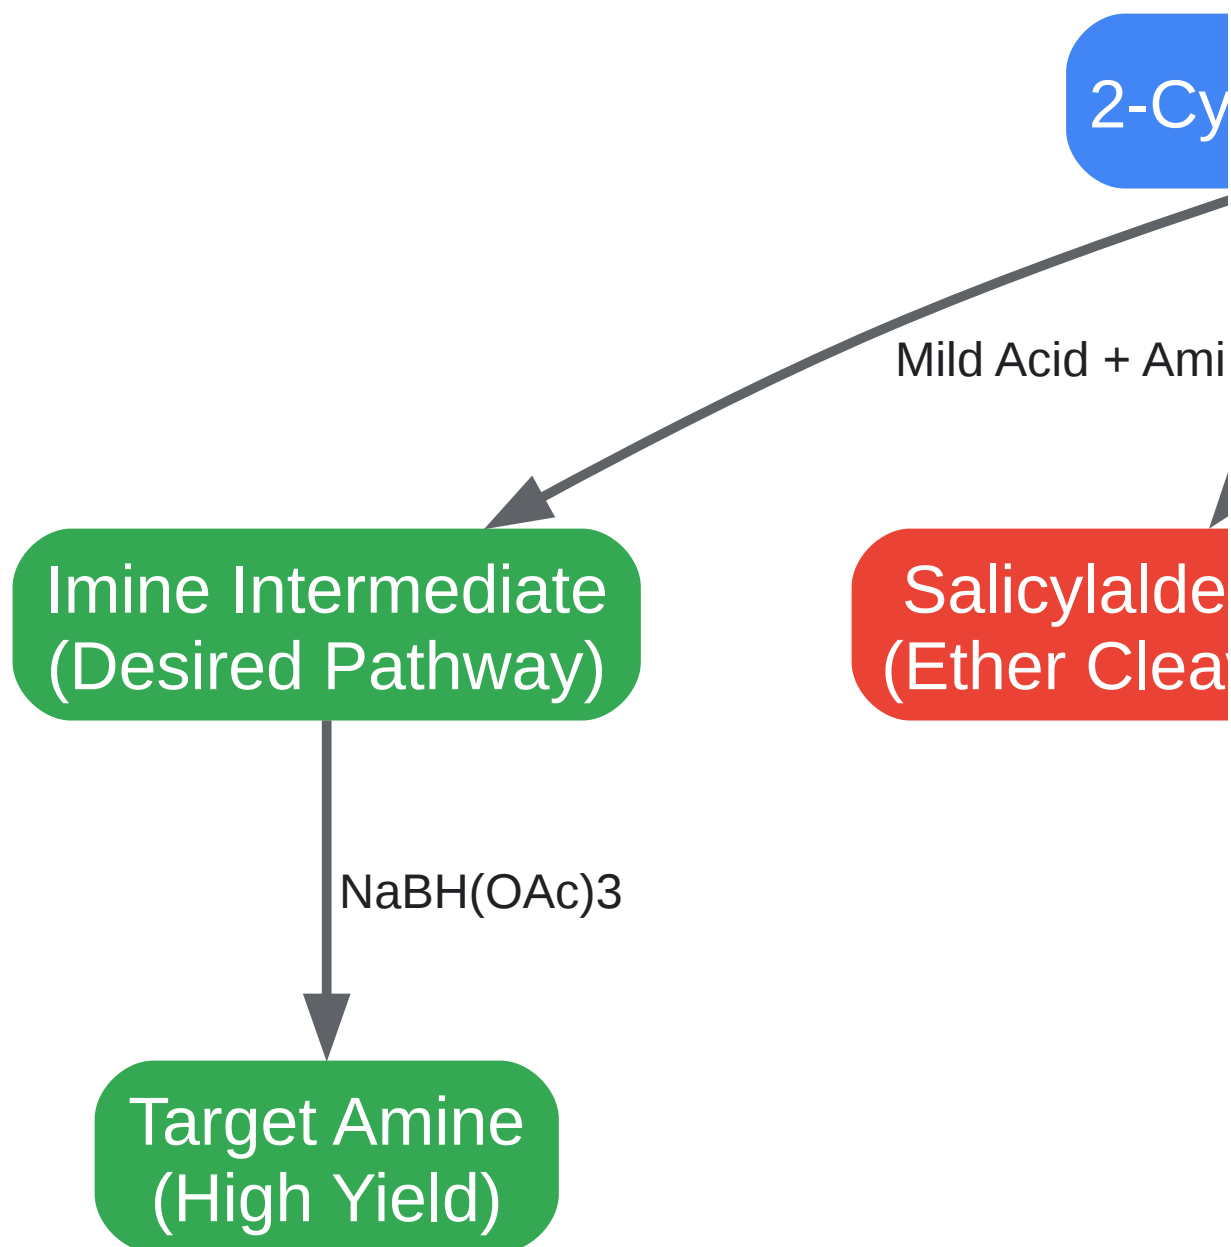 2-Cy
Mild Acid + Ami
Imine Intermediate
(Desired Pathway)
Salicylalde
(Ether Clea
NaBH(OAc)3
Target Amine
(High Yield)